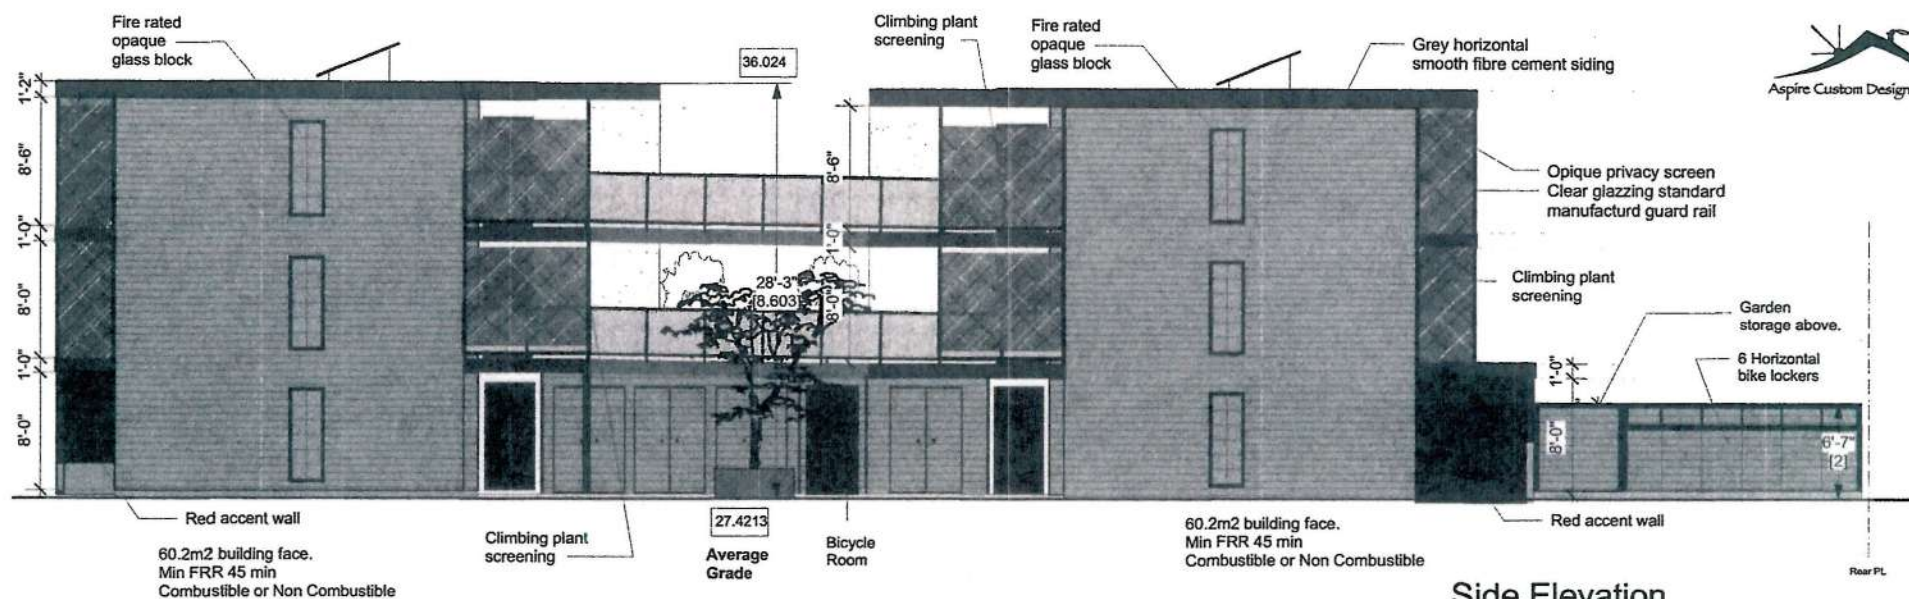 Fire rated
opaque
glass block
36.024
Climbing plant
screening
Fire rated
opaque
glass block
Grey horizontal
smooth fibre cement siding
Aspire Custom Design
1'-2"
8'-6"
1'-0"
8'-0"
1'-0"
8'-0"
8'-6"
1'-0"
8'-0"
28'-3"
[8.603]
Opique privacy screen
Clear glazzing standard
manufacturd guard rail
Climbing plant
screening
Garden
storage above.
6 Horizontal
bike lockers
1'-0"
8'-0"
6'-7"
[2]
Red accent wall
60.2m2 building face.
Min FRR 45 min
Combustible or Non Combustible
Climbing plant
screening
27.4213
Average
Grade
Bicycle
Room
60.2m2 building face.
Min FRR 45 min
Combustible or Non Combustible
Red accent wall
Rear PL
Side Elevation